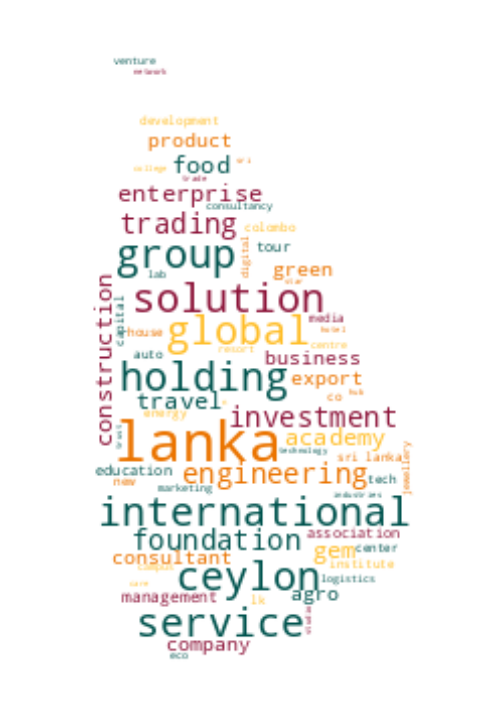 venture
network
development
product
college food sri
trade
enterprise
consultancy
trading colombo
group digital tour
lab green
star
construction capital solution
media
house global hotel
centre
auto resort business
holding export
travel co hub
energy investment
trust lanka academy
technology sri lanka jewellery
education engineering tech
new marketing industries
international
foundation association
consultant gem center
campus institute
ceylon logistics
care agro
management lk
service
company
eco